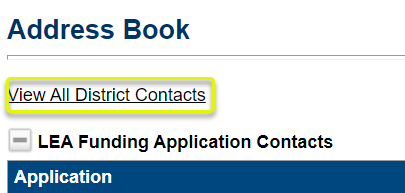 Address Book
View All District Contacts
LEA Funding Application Contacts
Application